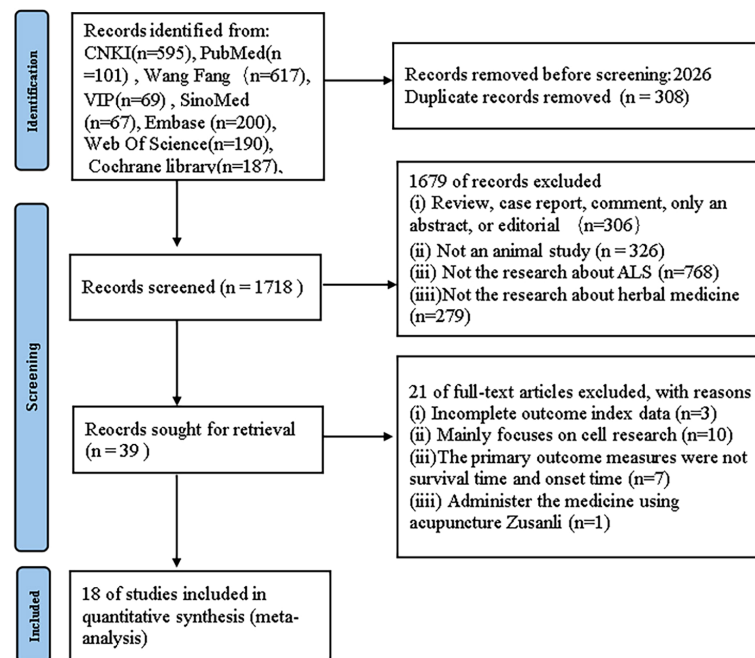 Identification
Records identified from:
CNKI(n=595), PubMed(n
=101) , Wang Fang （n=617),
VIP(n=69) , SinoMed
(n=67), Embase (n=200),
Web Of Science(n=190),
Cochrane library(n=187)、
Records removed before screening:2026
Duplicate records removed (n = 308)
Screening
Records screened (n = 1718 )
1679 of records excluded
(i) Review, case report, comment, only an
abstract, or editorial （n=306）
(ii) Not an animal study (n = 326)
(iii) Not the research about ALS (n=768)
(iiii)Not the research about herbal medicine
(n=279)
Reocrds sought for retrieval
(n = 39 )
21 of full-text articles excluded, with reasons
(i) Incomplete outcome index data (n=3)
(ii) Mainly focuses on cell research (n=10)
(iii)The primary outcome measures were not
survival time and onset time (n=7)
(iiii) Administer the medicine using
acupuncture Zusanli (n=1)
Included
18 of studies included in
quantitative synthesis (meta-
analysis)